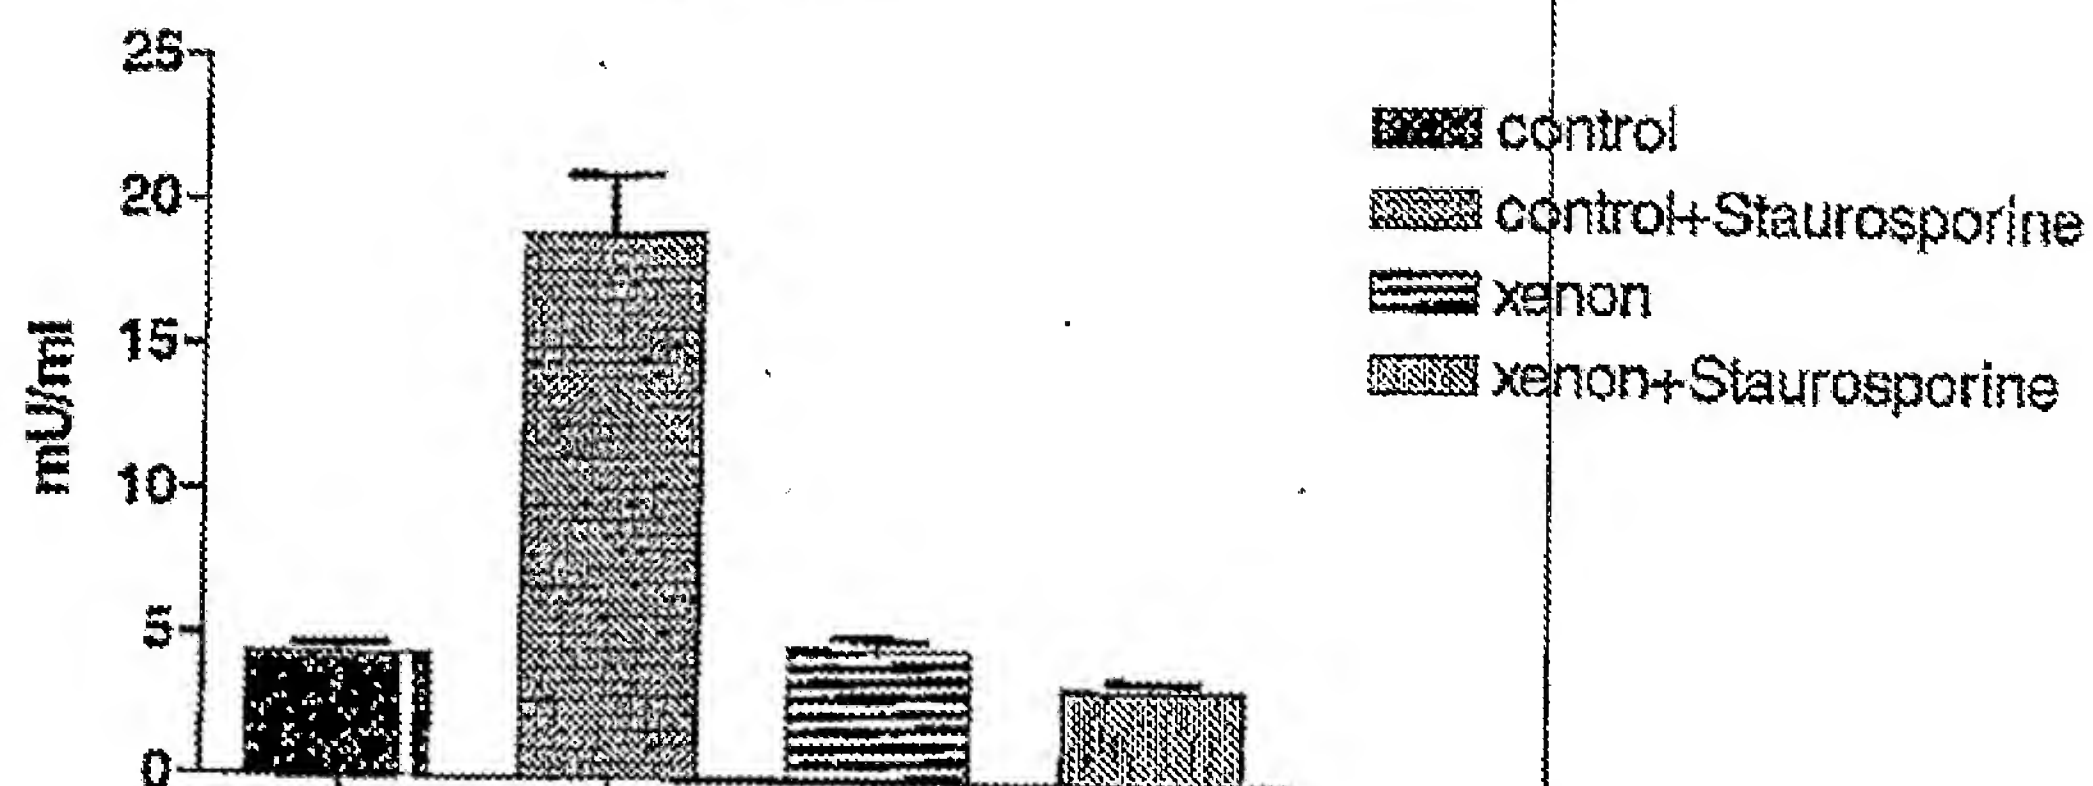 25
20
15
10
5
0
mU/ml
control
control+Staurosporine
xenon
xenon+Staurosporine